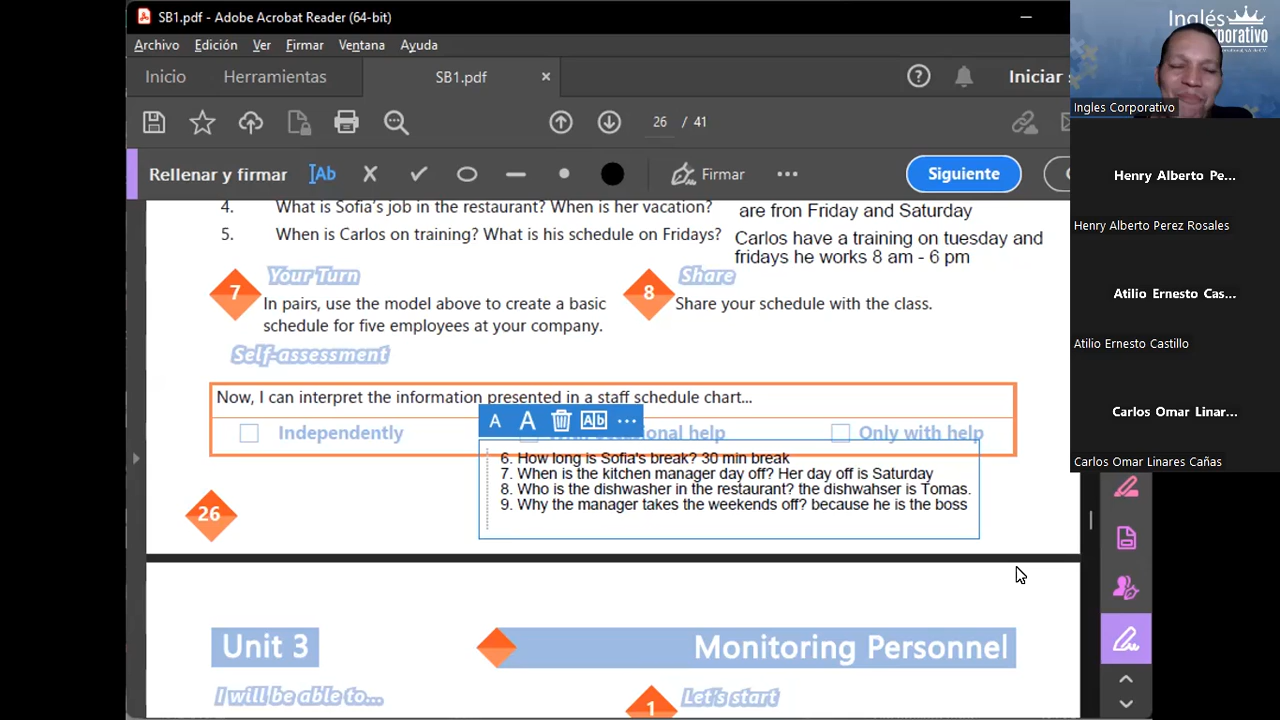 SB1.pdf - Adobe Acrobat Reader (64-bit)
Archivo Edición Ver Firmar Ventana Ayuda
Inicio Herramientas SB1.pdf × Iniciar
26 / 41
Rellenar y firmar Ab Firmar Siguiente
4. What is Sofia's job in the restaurant? When is her vacation? are fron Friday and Saturday
5. When is Carlos on training? What is his schedule on Fridays? Carlos have a training on tuesday and
fridays he works 8 am - 6 pm
7 Your Turn
In pairs, use the model above to create a basic
schedule for five employees at your company.
8 Share
Share your schedule with the class.
Self-assessment
Now, I can interpret the information presented in a staff schedule chart...
A A Ab
Independently occasional help Only with help
6. How long is Sofia's break? 30 min break
7. When is the kitchen manager day off? Her day off is Saturday
8. Who is the dishwasher in the restaurant? the dishwahser is Tomas.
9. Why the manager takes the weekends off? because he is the boss
26
Unit 3 Monitoring Personnel
I will be able to...
1 Let's start
Inglés
Corporativo
Ingles Corporativo
Henry Alberto Pe...
Henry Alberto Perez Rosales
Atilio Ernesto Cas...
Atilio Ernesto Castillo
Carlos Omar Linar...
Carlos Omar Linares Cañas